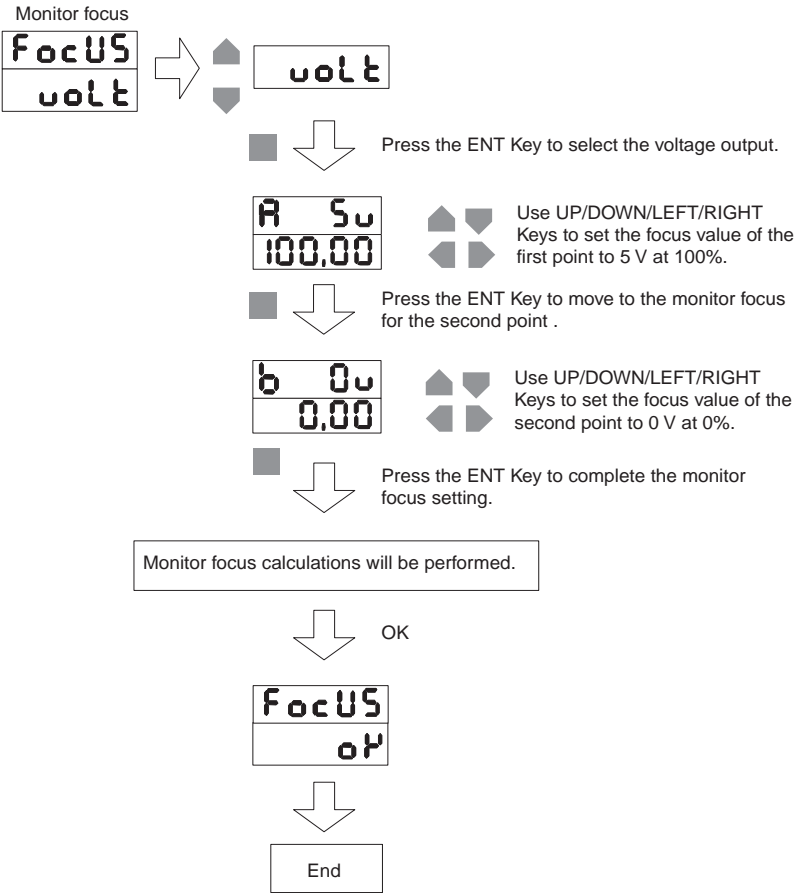 Monitor focus
FocUS
volt
volt
Press the ENT Key to select the voltage output.
A 5v
100.00
Use UP/DOWN/LEFT/RIGHT
Keys to set the focus value of the
first point to 5 V at 100%.
Press the ENT Key to move to the monitor focus
for the second point .
b 0v
0.00
Use UP/DOWN/LEFT/RIGHT
Keys to set the focus value of the
second point to 0 V at 0%.
Press the ENT Key to complete the monitor
focus setting.
Monitor focus calculations will be performed.
OK
FocUS
oK
End